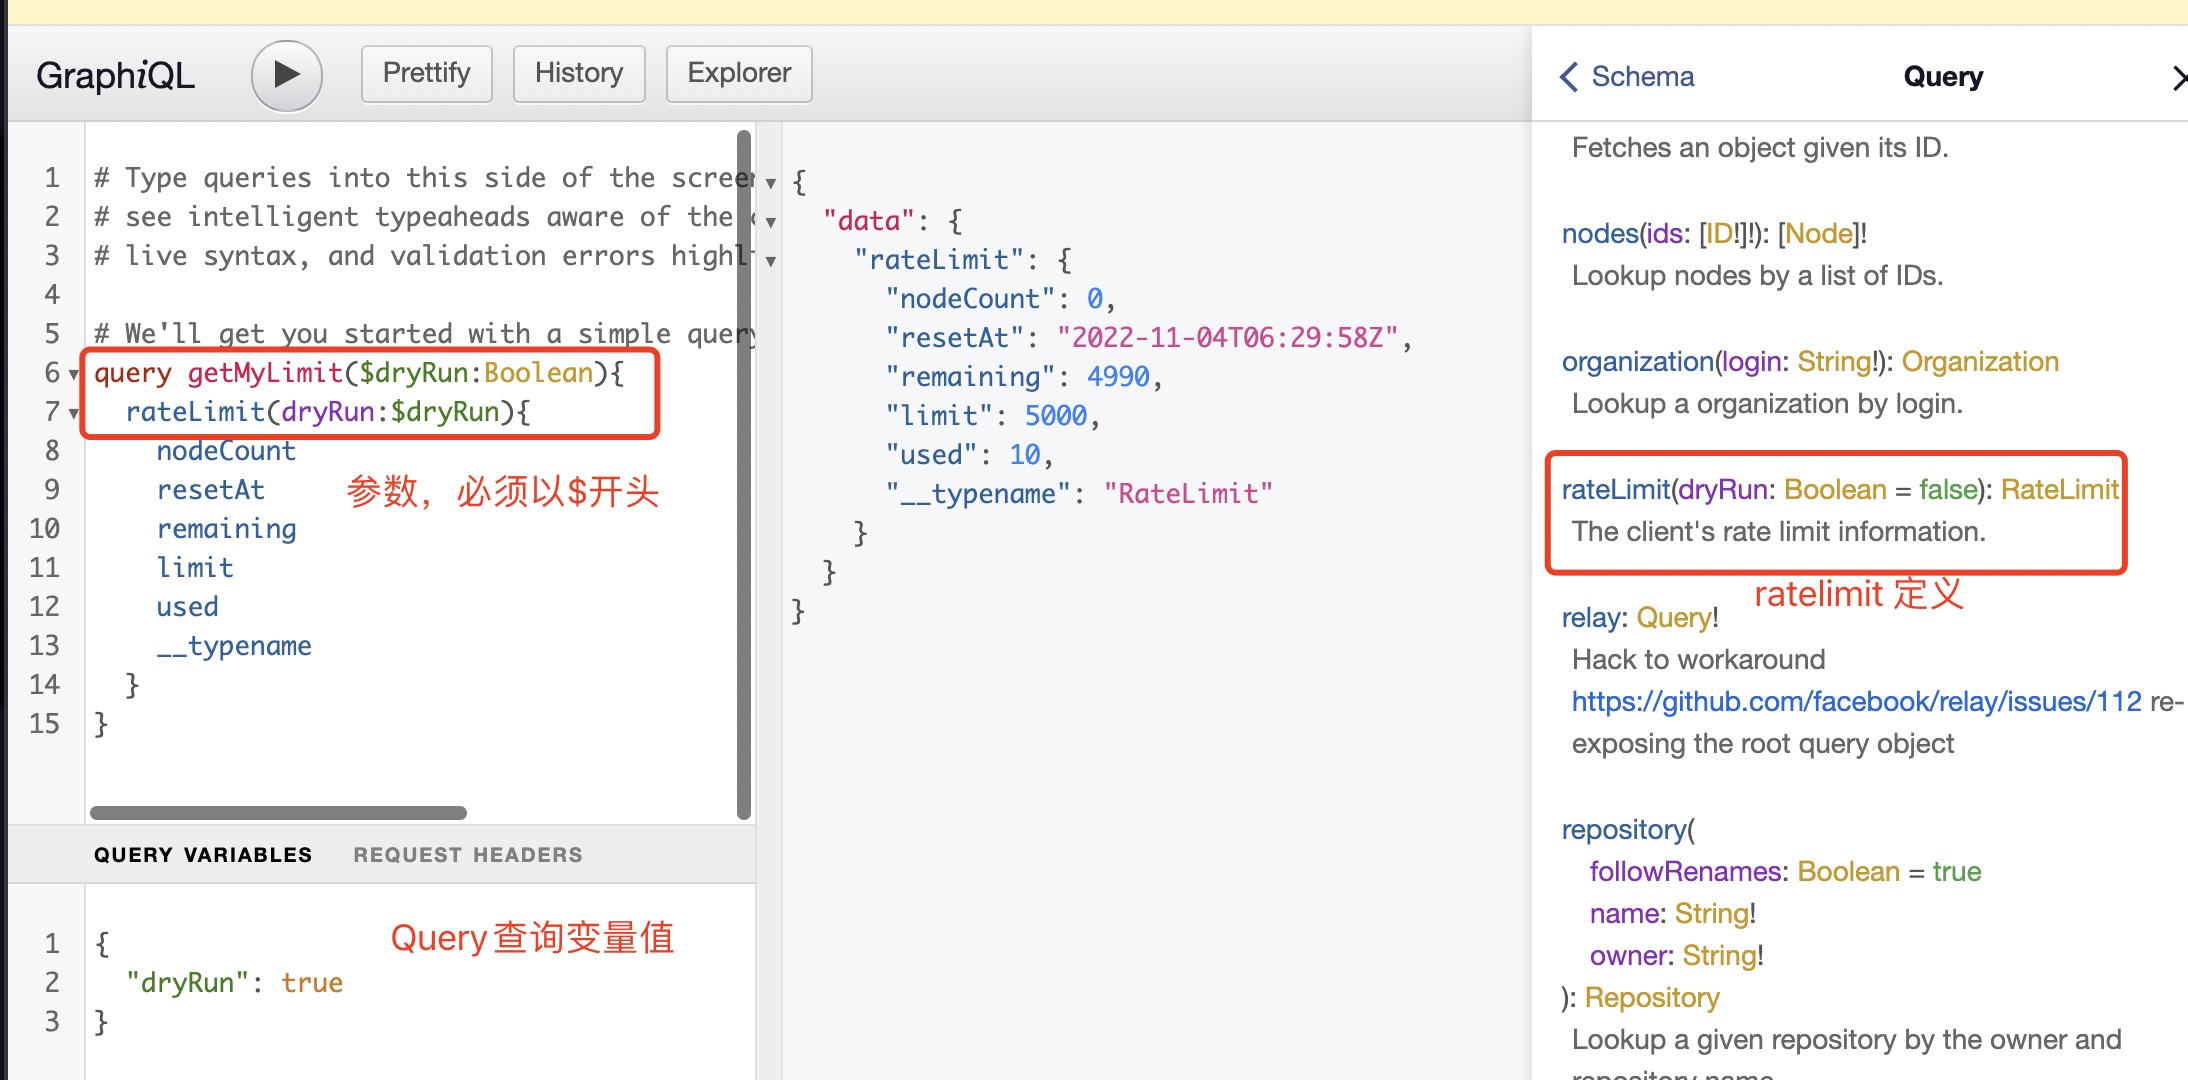 GraphiQL
Prettify
History
Explorer
1 # Type queries into this side of the screen
2 # see intelligent typeaheads aware of the
3 # live syntax, and validation errors highl
4
5 # We'll get you started with a simple query
6 query getMyLimit($dryRun:Boolean){
7 rateLimit(dryRun:$dryRun){
8 nodeCount
9 resetAt
10 remaining
11 limit
12 used
13 __typename
14 }
15 }
参数，必须以$开头
QUERY VARIABLES
REQUEST HEADERS
1 {
2 "dryRun": true
3 }
Query查询变量值
{
"data": {
"rateLimit": {
"nodeCount": 0,
"resetAt": "2022-11-04T06:29:58Z",
"remaining": 4990,
"limit": 5000,
"used": 10,
"__typename": "RateLimit"
}
}
}
Schema
Query
Fetches an object given its ID.
nodes(ids: [ID!]!): [Node]!
Lookup nodes by a list of IDs.
organization(login: String!): Organization
Lookup a organization by login.
rateLimit(dryRun: Boolean = false): RateLimit
The client's rate limit information.
ratelimit 定义
relay: Query!
Hack to workaround
https://github.com/facebook/relay/issues/112 re-
exposing the root query object
repository(
followRenames: Boolean = true
name: String!
owner: String!
): Repository
Lookup a given repository by the owner and
repository name